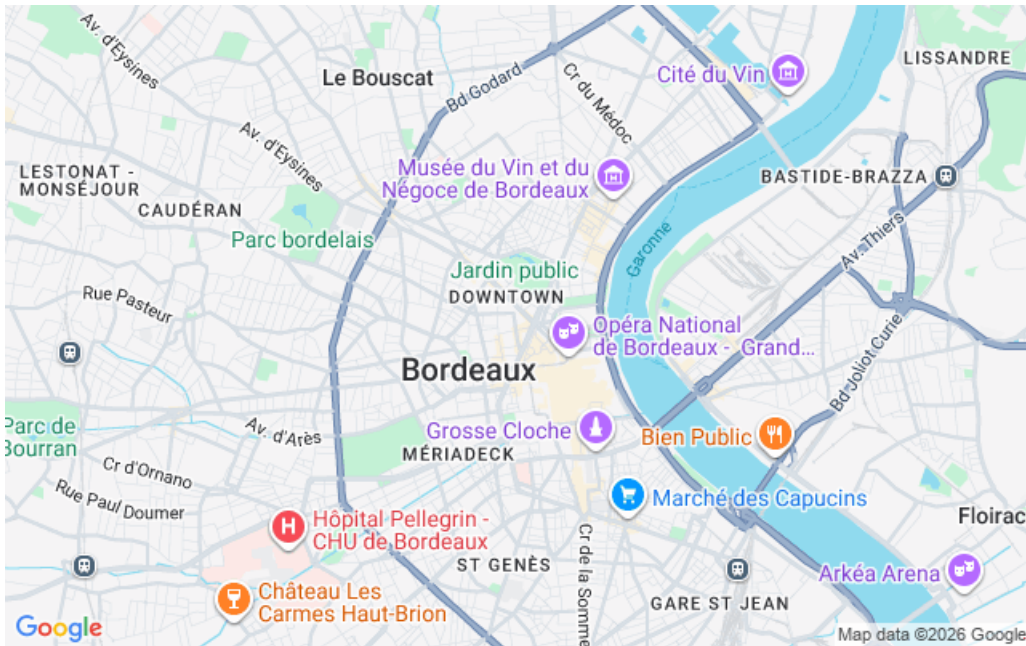 Av. d'Eysines
Le Bouscat
Bd Godard
Cr du Médoc
Cité du Vin
LISSANDRE
Av. d'Eysines
LESTONAT -
MONSÉJOUR
CAUDÉRAN
Musée du Vin et du
Négoce de Bordeaux
BASTIDE-BRAZZA
Parc bordelais
Garonne
Av. Thiers
Jardin public
DOWNTOWN
Rue Pasteur
Opéra National
de Bordeaux - Grand...
Bordeaux
Bd Joliot Curie
Parc de
Bourran
Av. d'Arès
Grosse Cloche
Bien Public
MÉRIADECK
Cr d'Ornano
Rue Paul Doumer
Marché des Capucins
H
Hôpital Pellegrin -
CHU de Bordeaux
Floirac
ST GENÈS
Cr de la Somme
Arkéa Arena
Château Les
Carmes Haut-Brion
GARE ST JEAN
Google
Map data ©2026 Google